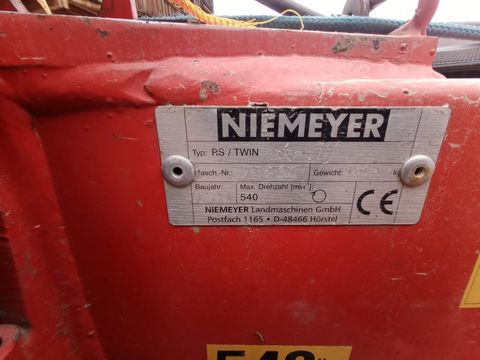 NIEMEYER
Typ: RS / TWIN
Masch.-Nr. Gewicht: kg
Baujahr: Max. Drehzahl [min⁻¹]:
540
NIEMEYER Landmaschinen GmbH
Postfach 1165 • D-48466 Hörstel
CE